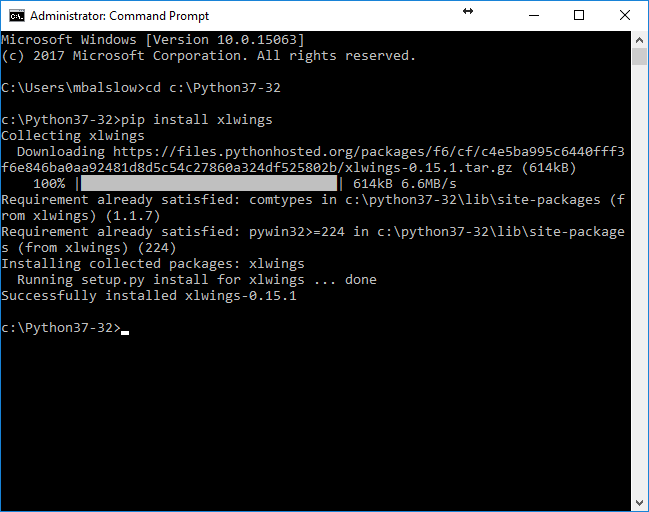 Administrator: Command Prompt
Microsoft Windows [Version 10.0.15063]
(c) 2017 Microsoft Corporation. All rights reserved.
C:\Users\mbalslow>cd c:\Python37-32
c:\Python37-32>pip install xlwings
Collecting xlwings
  Downloading https://files.pythonhosted.org/packages/f6/cf/c4e5ba995c6440fff3
f6e846ba0aa92481d8d5c54c27860a324df525802b/xlwings-0.15.1.tar.gz (614kB)
    100% |████████████████████████████████| 614kB 6.6MB/s
Requirement already satisfied: comtypes in c:\python37-32\lib\site-packages (f
rom xlwings) (1.1.7)
Requirement already satisfied: pywin32>=224 in c:\python37-32\lib\site-package
s (from xlwings) (224)
Installing collected packages: xlwings
  Running setup.py install for xlwings ... done
Successfully installed xlwings-0.15.1
c:\Python37-32>